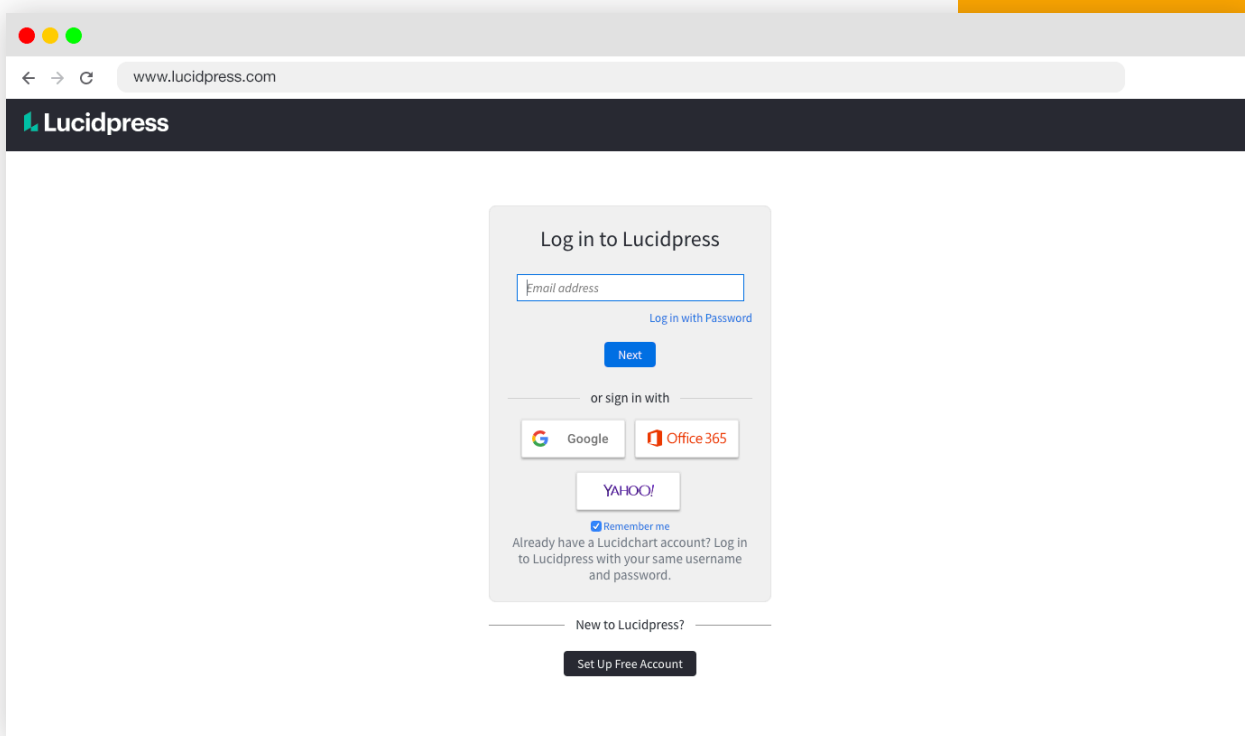 www.lucidpress.com
Lucidpress
Log in to Lucidpress
Email address
Log in with Password
Next
or sign in with
Google
Office 365
YAHOO!
Remember me
Already have a Lucidchart account? Log in
to Lucidpress with your same username
and password.
New to Lucidpress?
Set Up Free Account